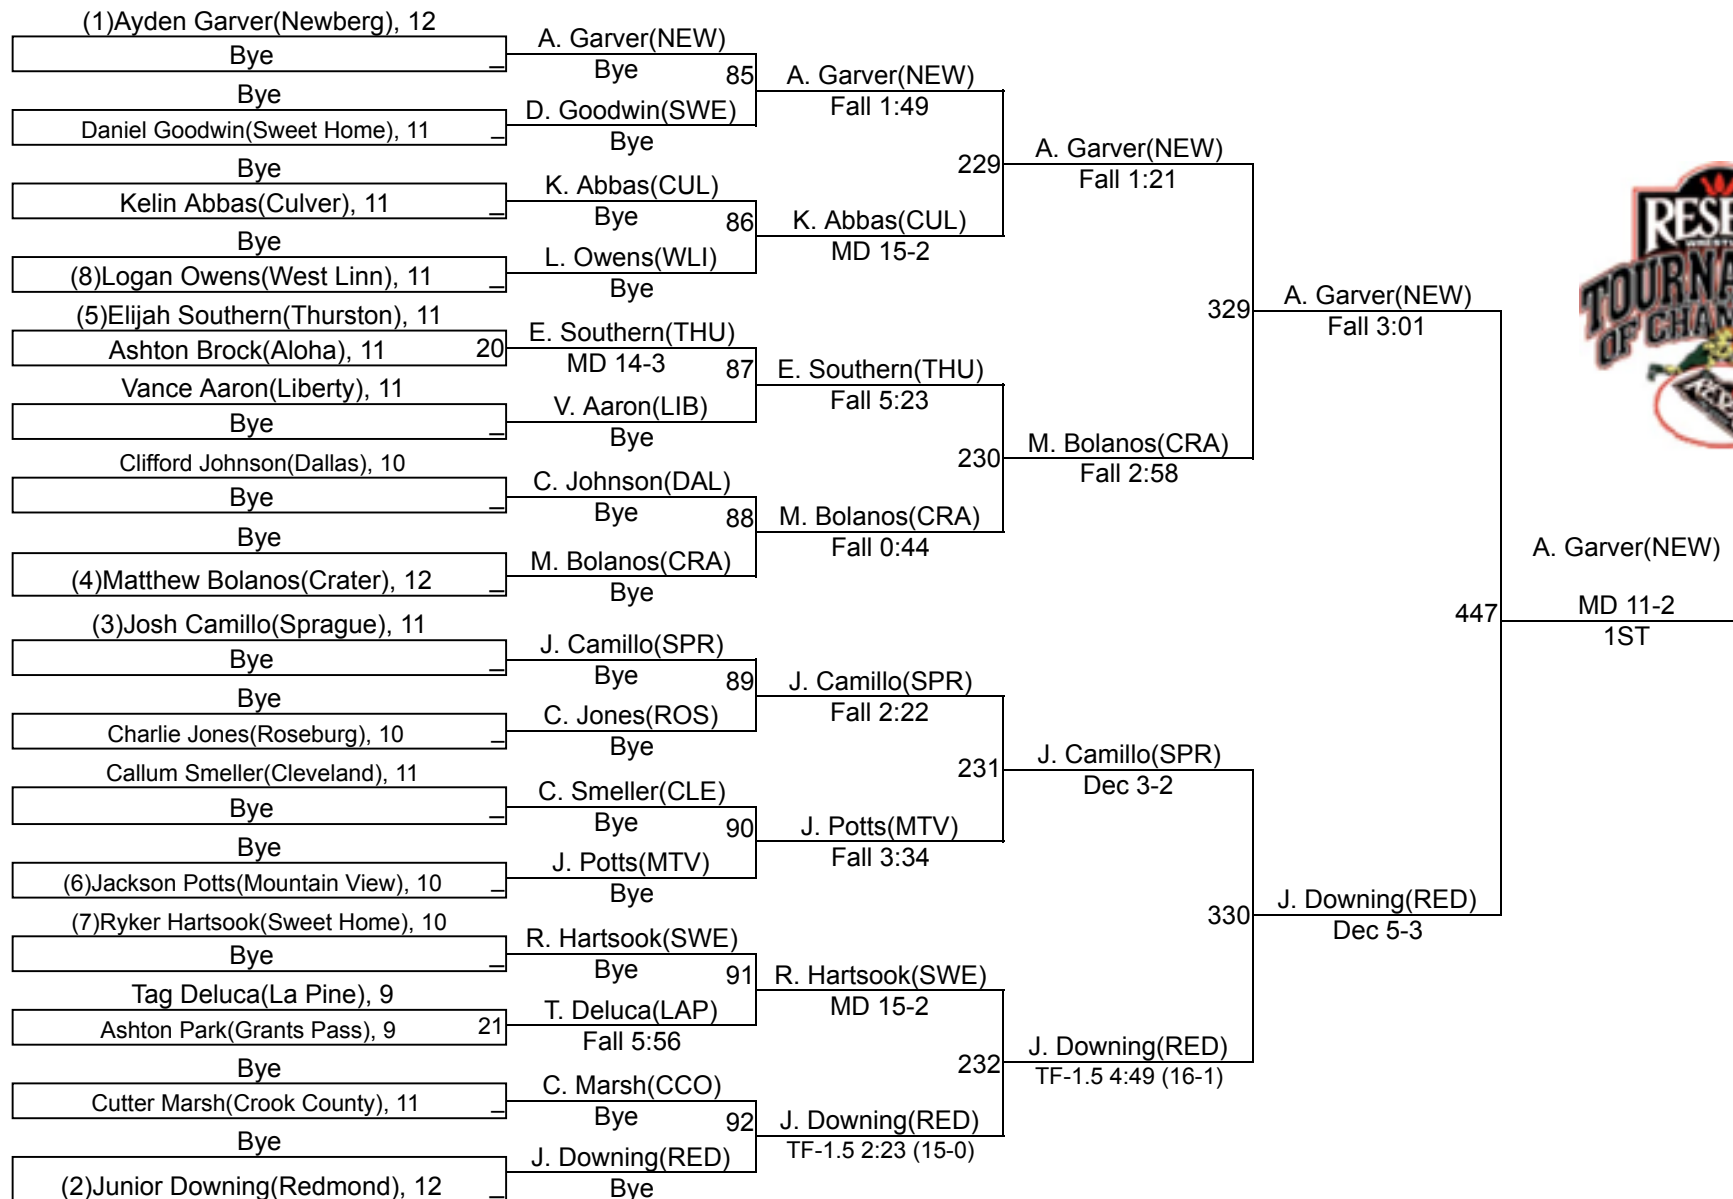 (1)Ayden Garver(Newberg), 12
Bye
_
Bye
Daniel Goodwin(Sweet Home), 11
_
Bye
Kelin Abbas(Culver), 11
_
Bye
(8)Logan Owens(West Linn), 11
_
(5)Elijah Southern(Thurston), 11
Ashton Brock(Aloha), 11
20
Vance Aaron(Liberty), 11
Bye
_
Clifford Johnson(Dallas), 10
Bye
_
Bye
(4)Matthew Bolanos(Crater), 12
_
(3)Josh Camillo(Sprague), 11
Bye
_
Bye
Charlie Jones(Roseburg), 10
_
Callum Smeller(Cleveland), 11
Bye
_
Bye
(6)Jackson Potts(Mountain View), 10
_
(7)Ryker Hartsook(Sweet Home), 10
Bye
_
Tag Deluca(La Pine), 9
Ashton Park(Grants Pass), 9
21
Bye
Cutter Marsh(Crook County), 11
_
Bye
(2)Junior Downing(Redmond), 12
_
A. Garver(NEW)
Bye
85
D. Goodwin(SWE)
Bye
K. Abbas(CUL)
Bye
86
L. Owens(WLI)
Bye
E. Southern(THU)
MD 14-3
87
V. Aaron(LIB)
Bye
C. Johnson(DAL)
Bye
88
M. Bolanos(CRA)
Bye
J. Camillo(SPR)
Bye
89
C. Jones(ROS)
Bye
C. Smeller(CLE)
Bye
90
J. Potts(MTV)
Bye
R. Hartsook(SWE)
Bye
91
T. Deluca(LAP)
Fall 5:56
C. Marsh(CCO)
Bye
92
J. Downing(RED)
Bye
A. Garver(NEW)
Fall 1:49
229
K. Abbas(CUL)
MD 15-2
E. Southern(THU)
Fall 5:23
230
M. Bolanos(CRA)
Fall 0:44
J. Camillo(SPR)
Fall 2:22
231
J. Potts(MTV)
Fall 3:34
R. Hartsook(SWE)
MD 15-2
232
J. Downing(RED)
TF-1.5 2:23 (15-0)
A. Garver(NEW)
Fall 1:21
329
M. Bolanos(CRA)
Fall 2:58
J. Camillo(SPR)
Dec 3-2
330
J. Downing(RED)
TF-1.5 4:49 (16-1)
A. Garver(NEW)
Fall 3:01
447
J. Downing(RED)
Dec 5-3
A. Garver(NEW)
MD 11-2
1ST